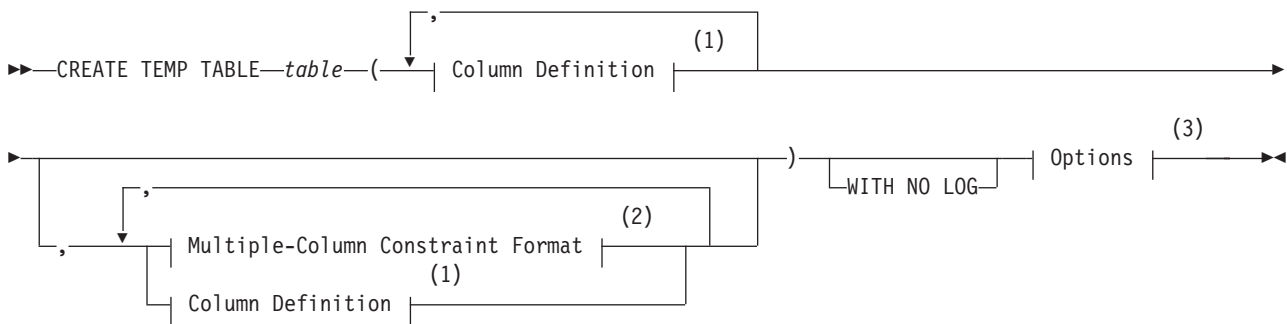 ,
(1)
CREATE TEMP TABLE table ( Column Definition
(3)
) Options
WITH NO LOG
,
(2)
, Multiple-Column Constraint Format
(1)
Column Definition